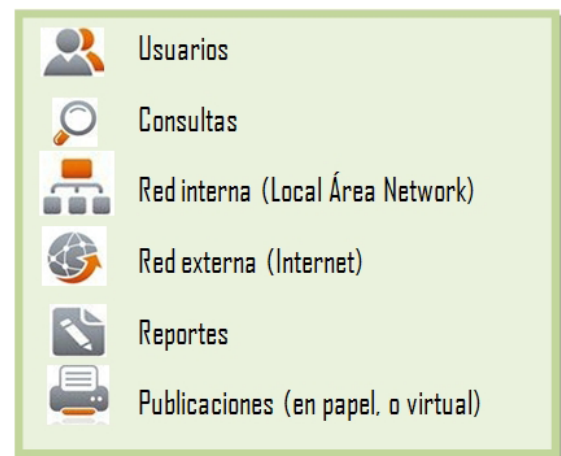 Usuarios
Consultas
Red interna (Local Área Network)
Red externa (Internet)
Reportes
Publicaciones (en papel, o virtual)